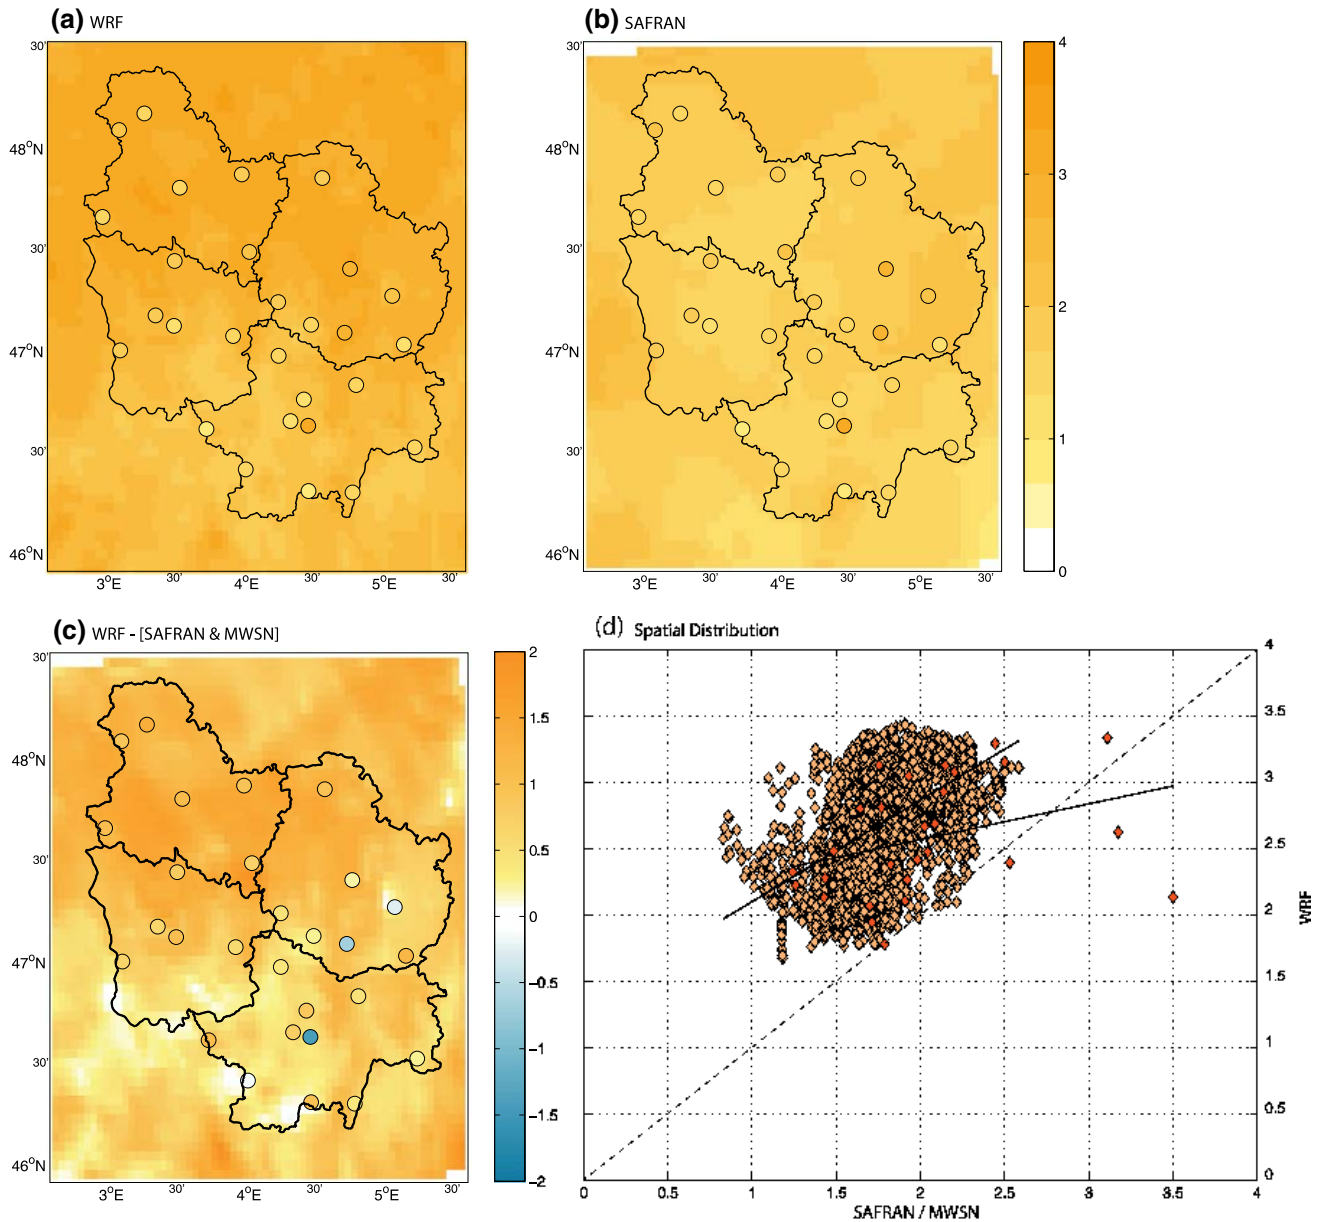 (a) WRF
(b) SAFRAN
30'
48°N
30'
47°N
30'
46°N
3°E
30'
4°E
30'
5°E
30'
30'
48°N
30'
47°N
30'
46°N
3°E
30'
4°E
30'
5°E
30'
4
3
2
1
0
(c) WRF - [SAFRAN & MWSN]
30'
48°N
30'
47°N
30'
46°N
3°E
30'
4°E
30'
5°E
30'
2
1.5
1
0.5
0
-0.5
-1
-1.5
-2
(d) Spatial Distribution
4
3.5
3
2.5
2
1.5
1
0.5
0
WRF
0
0.5
1
1.5
2
2.5
3
3.5
4
SAFRAN / MWSN